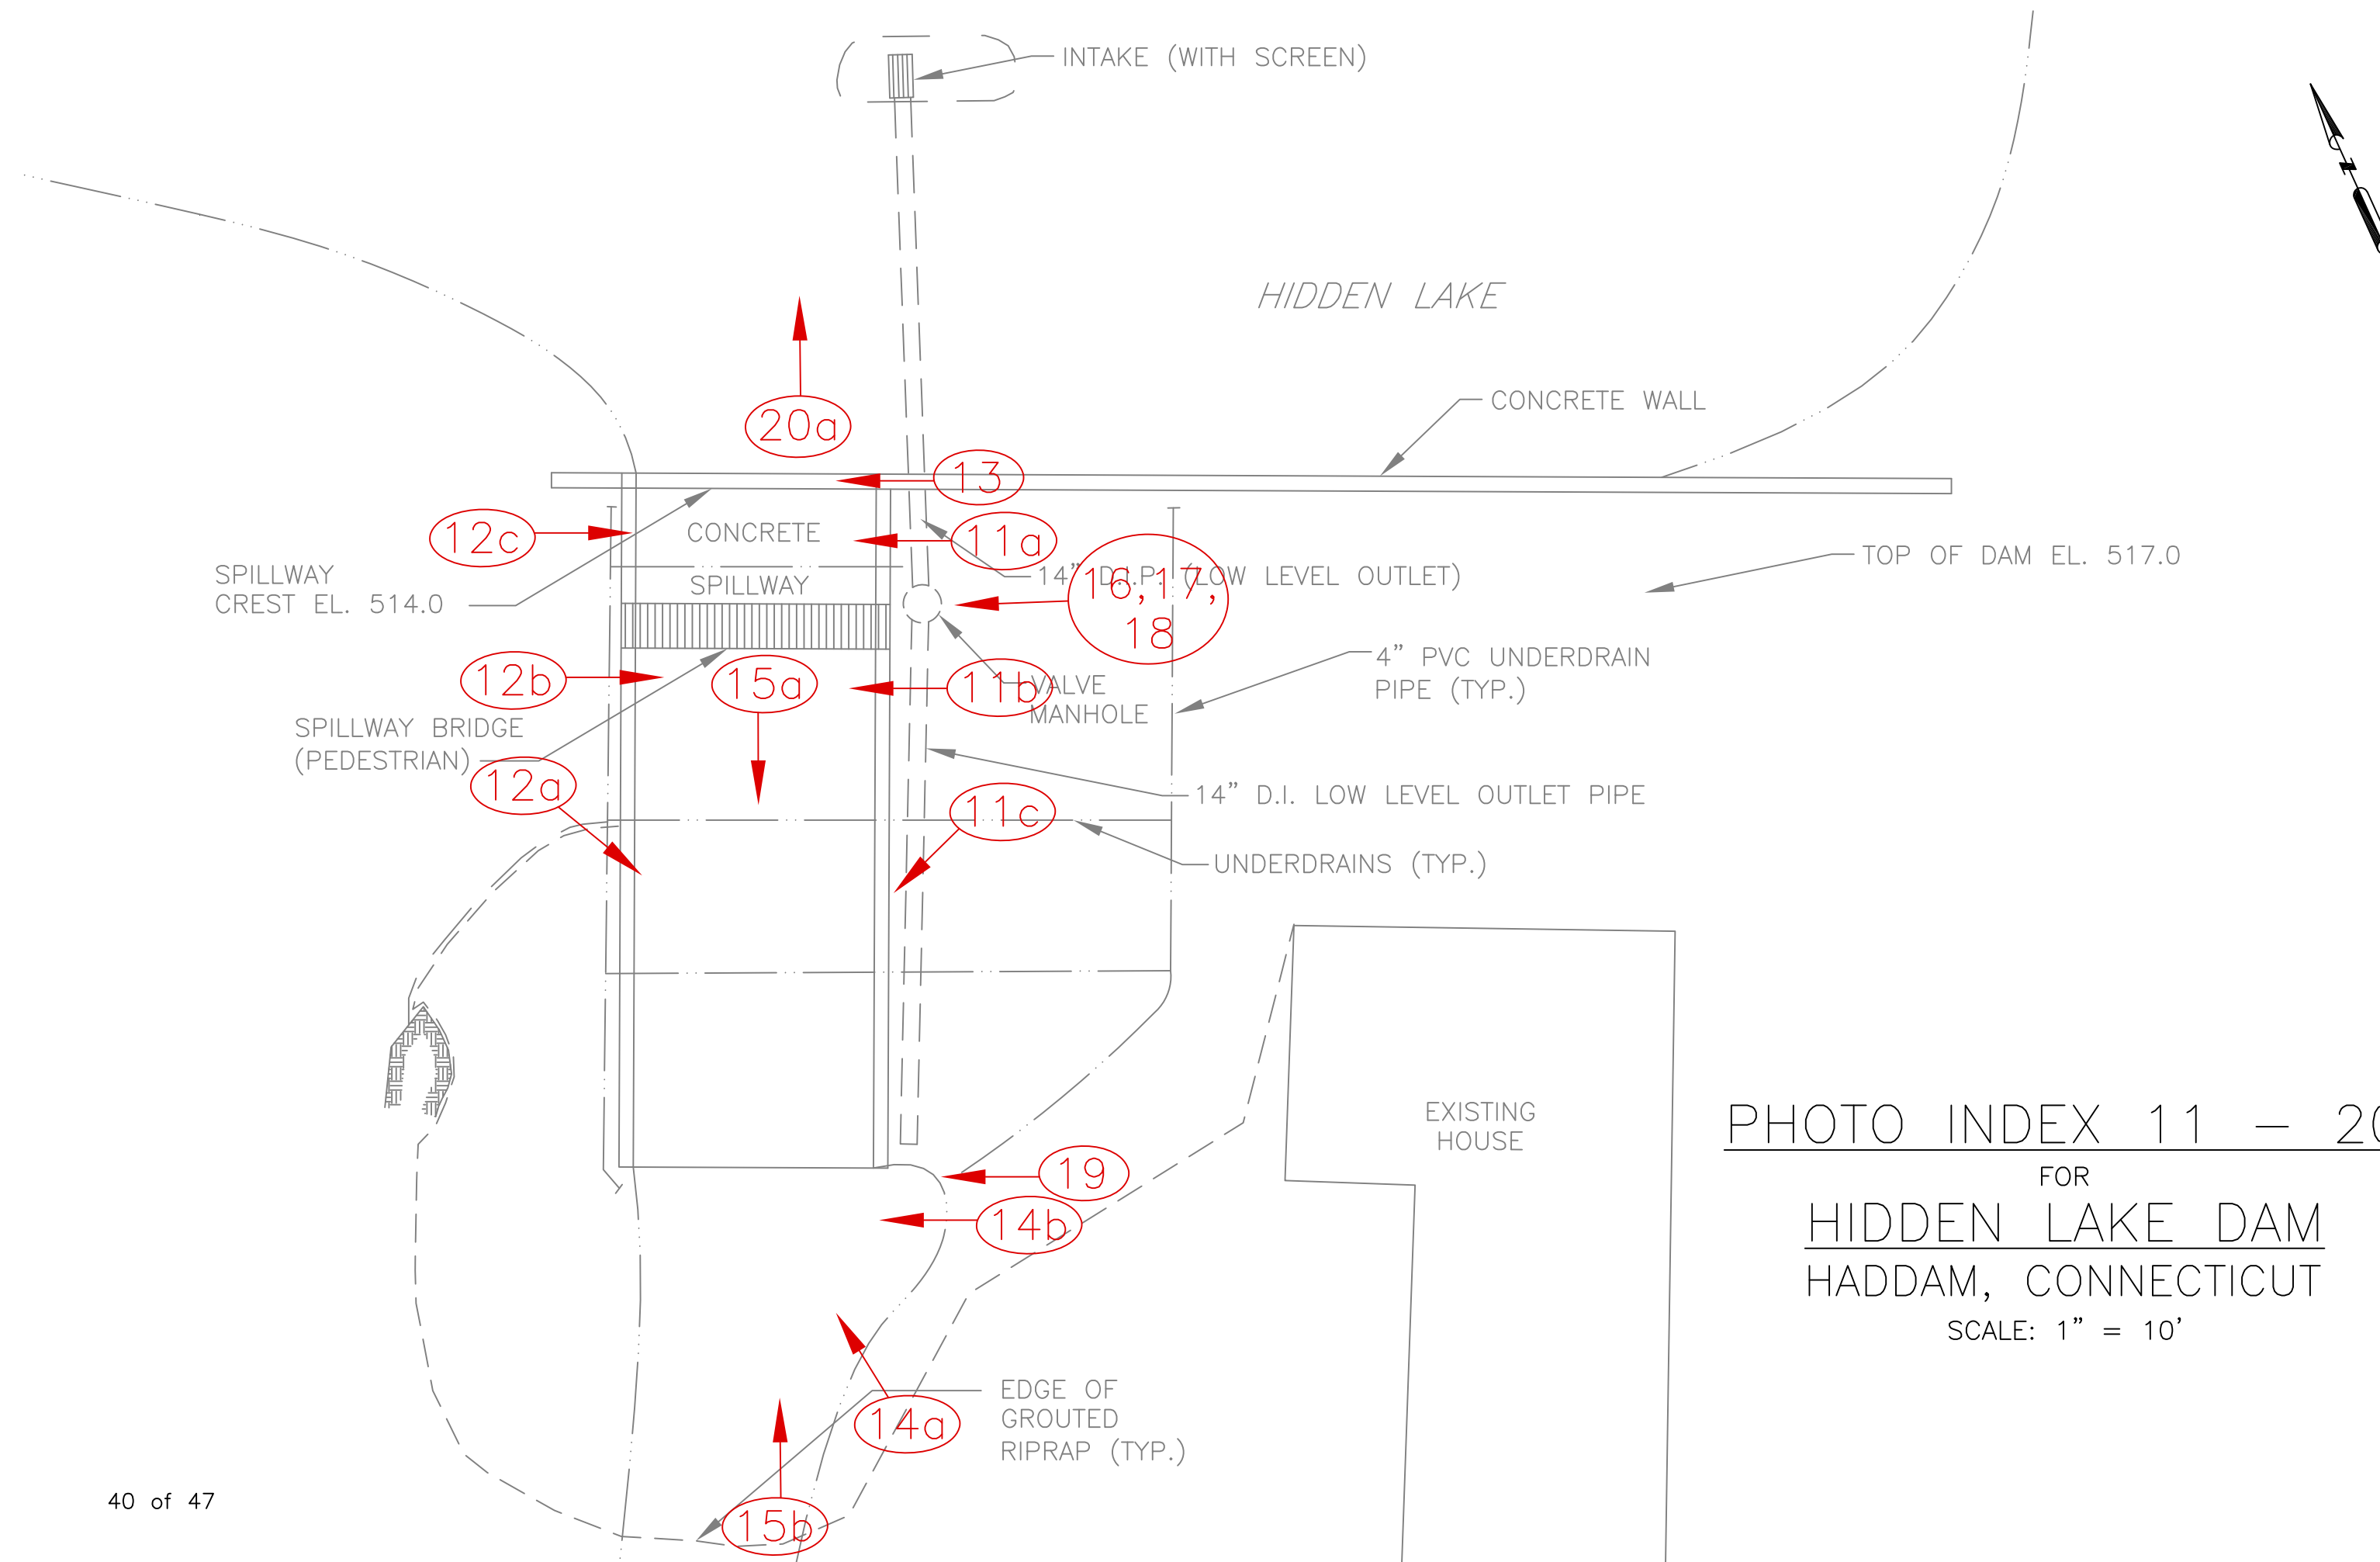 INTAKE (WITH SCREEN)
N
HIDDEN LAKE
CONCRETE WALL
20a
13
12c
CONCRETE
11a
TOP OF DAM EL. 517.0
SPILLWAY
CREST EL. 514.0
SPILLWAY
14" D.I.P. (LOW LEVEL OUTLET)
16,17,
18
12b
15a
11b
VALVE
MANHOLE
4" PVC UNDERDRAIN
PIPE (TYP.)
SPILLWAY BRIDGE
(PEDESTRIAN)
12a
11c
14" D.I. LOW LEVEL OUTLET PIPE
UNDERDRAINS (TYP.)
EXISTING
HOUSE
19
14b
14a
EDGE OF
GROUTED
RIPRAP (TYP.)
15b
PHOTO INDEX 11 – 20
FOR
HIDDEN LAKE DAM
HADDAM, CONNECTICUT
SCALE: 1" = 10'
40 of 47